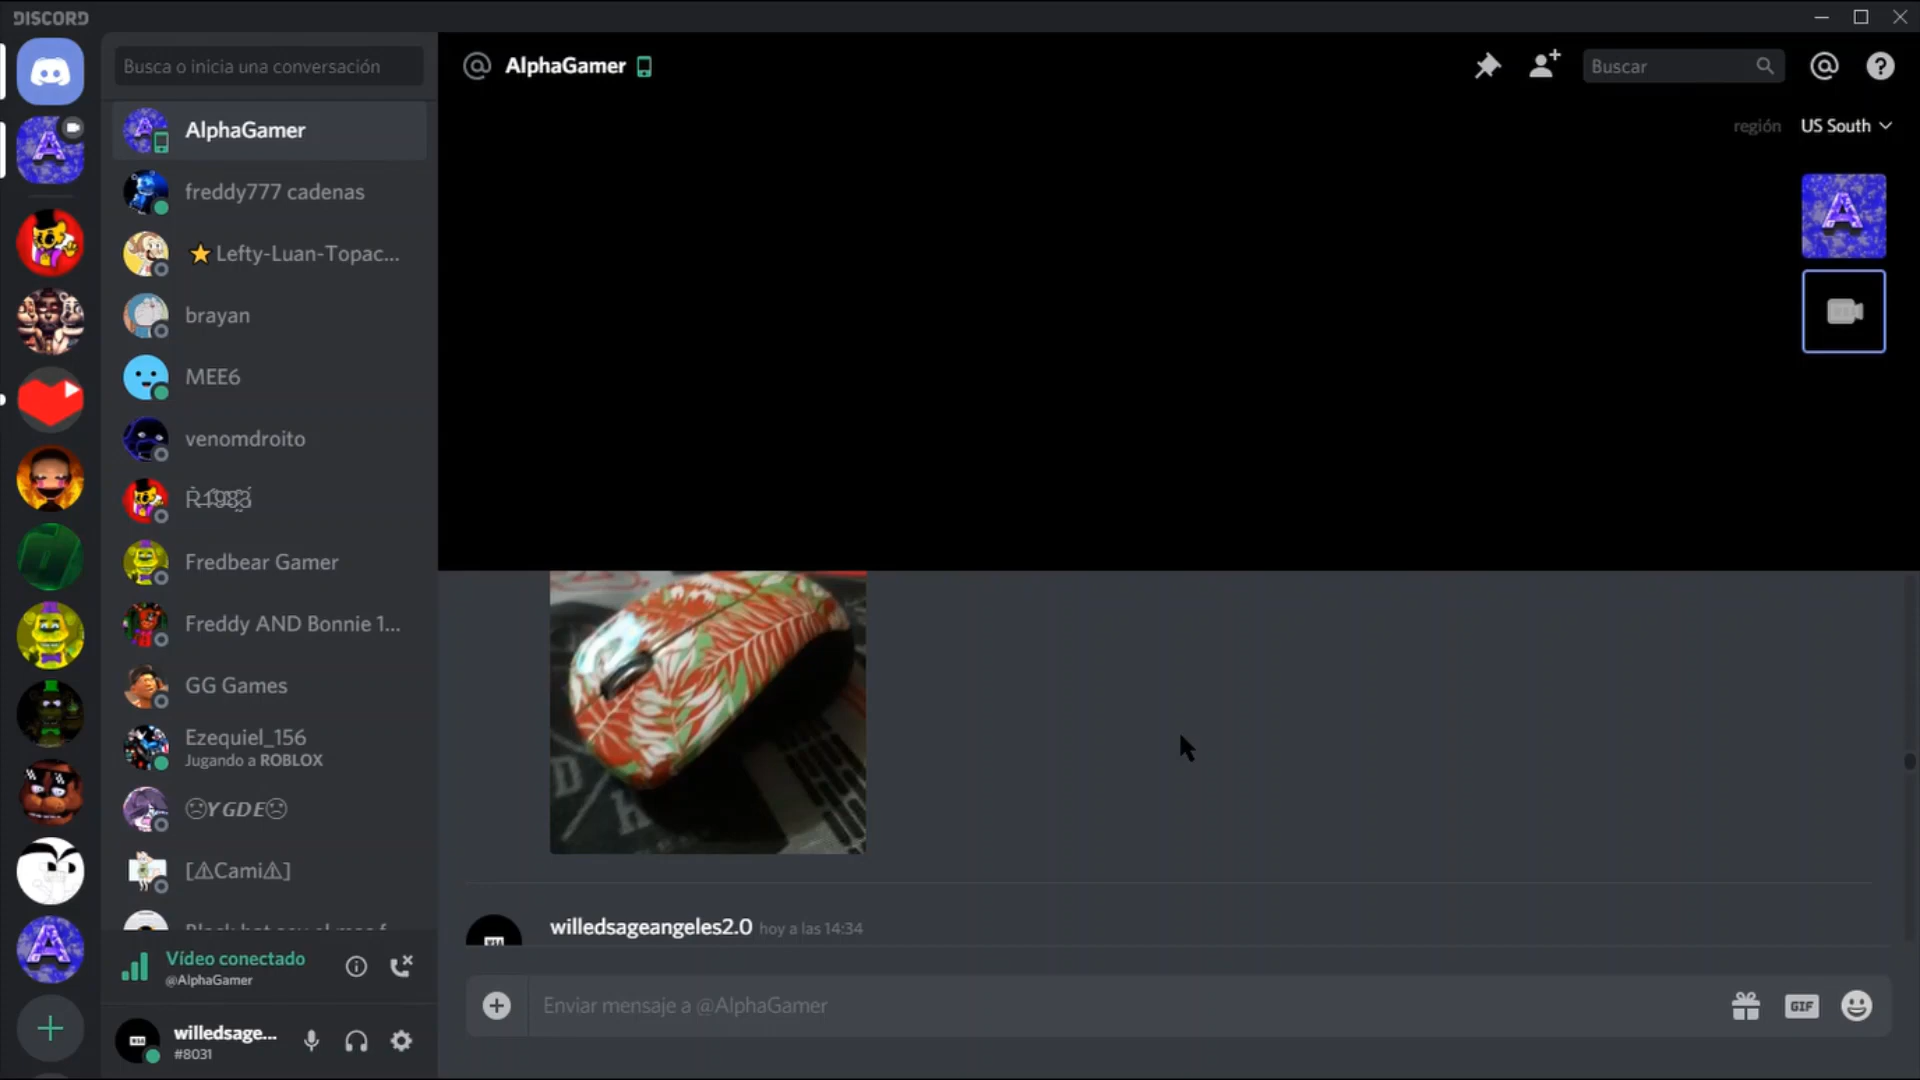 DISCORD
Busca o inicia una conversación
AlphaGamer
freddy777 cadenas
⭐Lefty-Luan-Topac...
brayan
MEE6
venomdroito
R1983
Fredbear Gamer
Freddy AND Bonnie 1...
GG Games
Ezequiel_156
Jugando a ROBLOX
☹YGDE☹
[⚠Cami⚠]
Vídeo conectado
@AlphaGamer
willedsage...
#8031
AlphaGamer
Buscar
región US South
willedsageangeles2.0 hoy a las 14:34
Enviar mensaje a @AlphaGamer
GIF